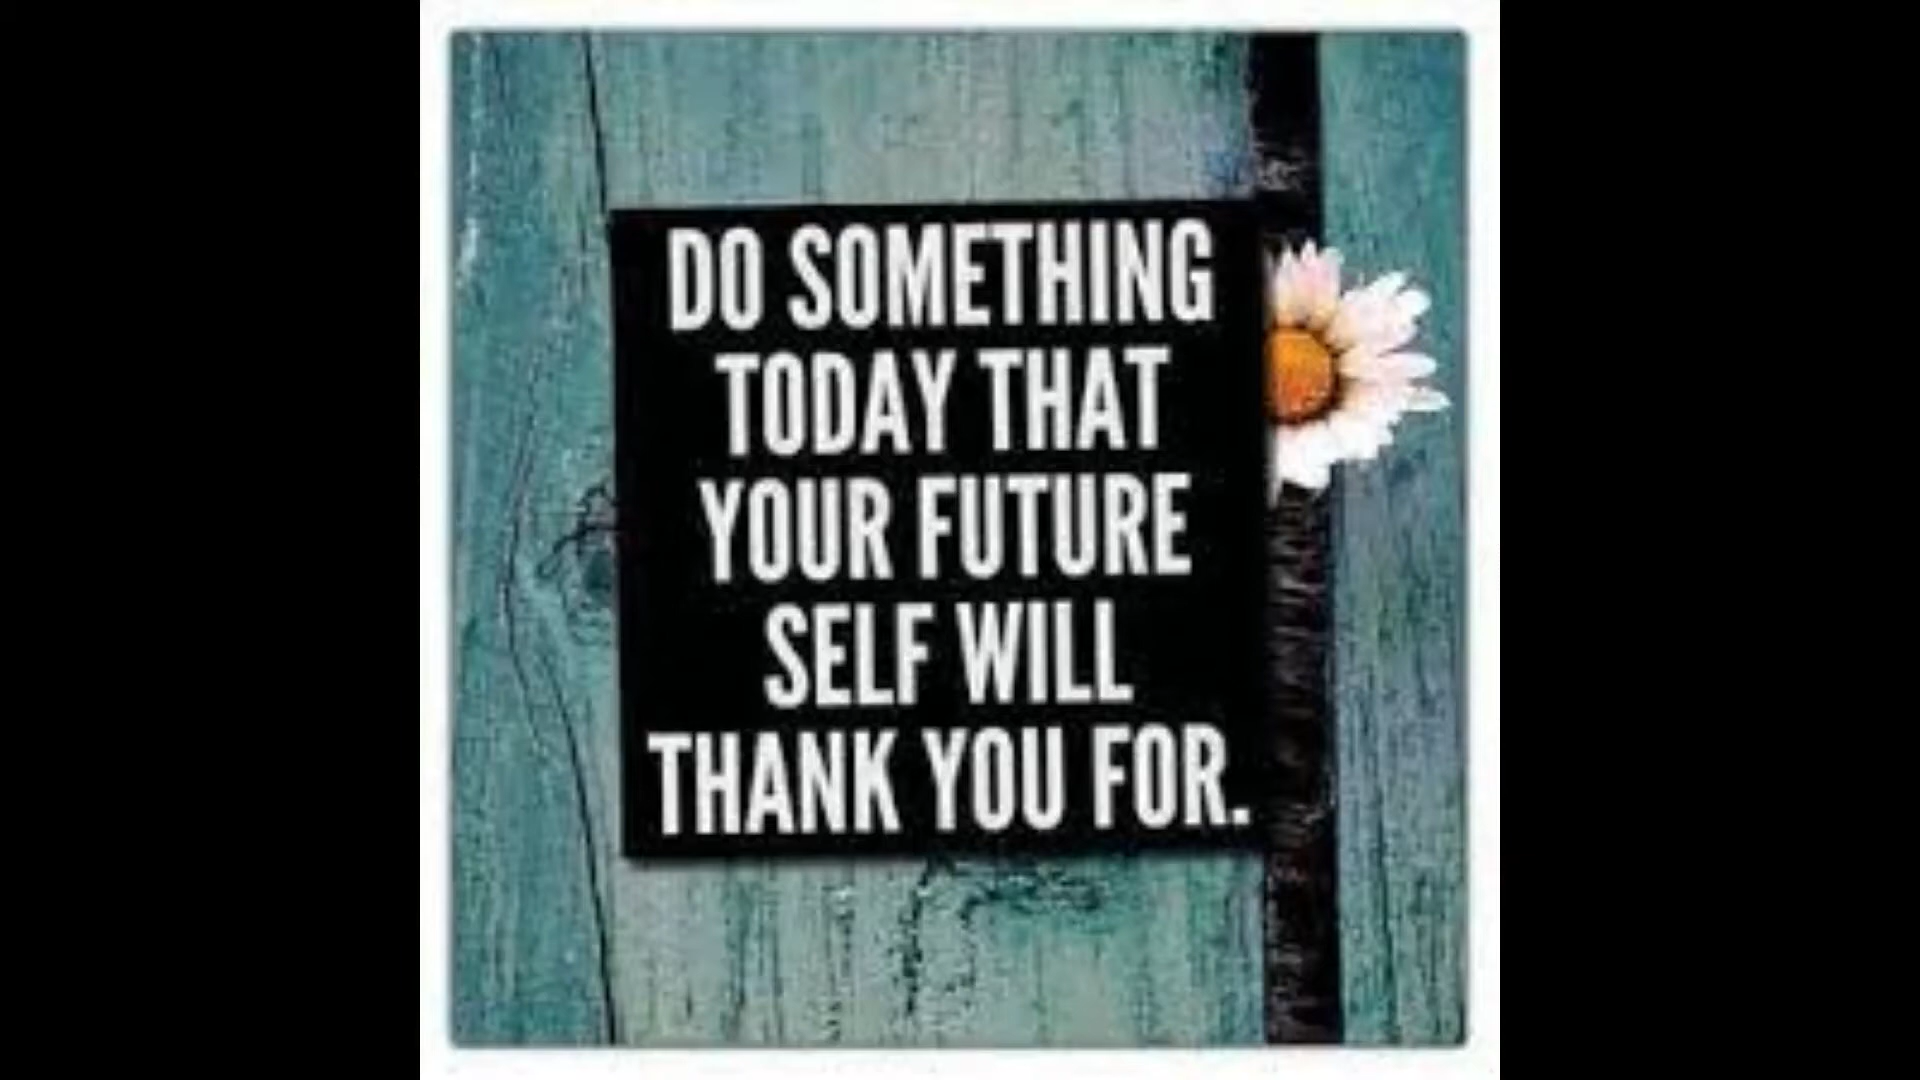 DO SOMETHING
TODAY THAT
YOUR FUTURE
SELF WILL
THANK YOU FOR.